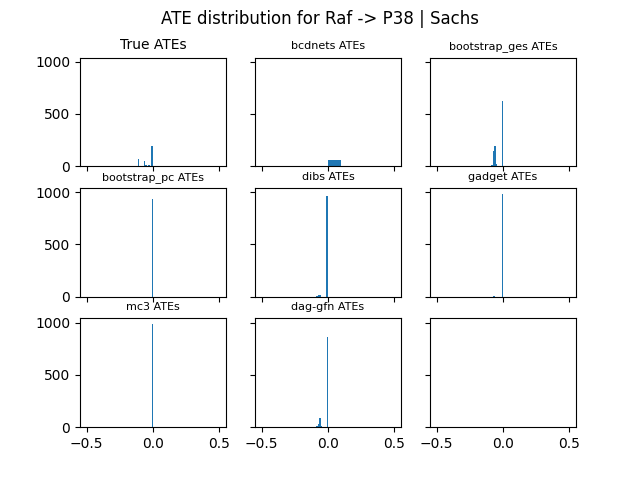 ATE distribution for Raf -> P38 | Sachs
True ATEs
bcdnets ATEs
bootstrap_ges ATEs
1000
500
0
bootstrap_pc ATEs
dibs ATEs
gadget ATEs
1000
500
0
mc3 ATEs
dag-gfn ATEs
1000
500
0
−0.5 0.0 0.5
−0.5 0.0 0.5
−0.5 0.0 0.5